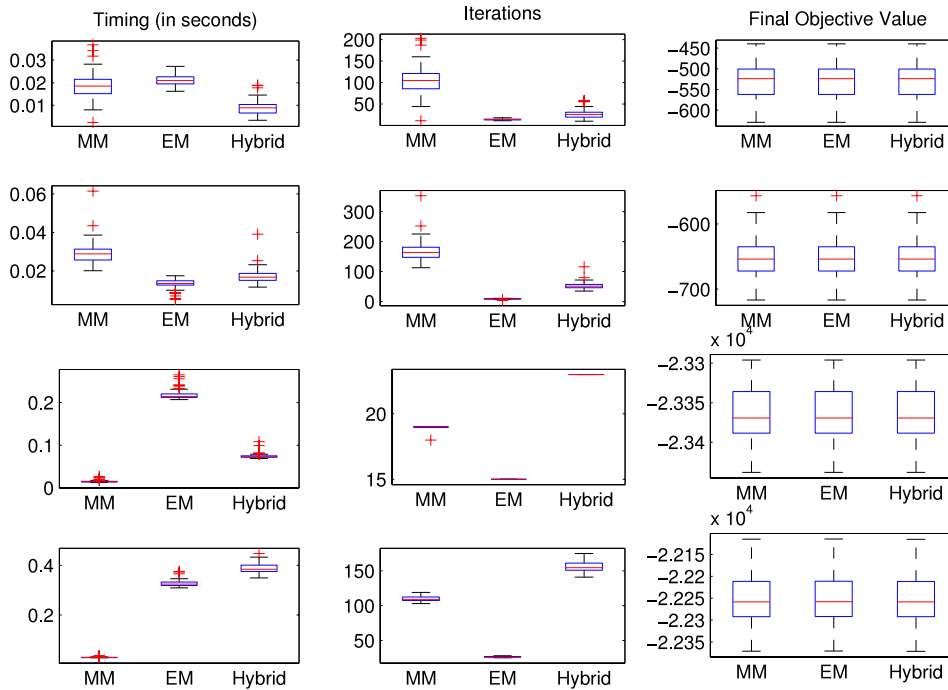 Timing (in seconds)
Iterations
Final Objective Value
0.03
0.02
0.01
MM
EM
Hybrid
200
150
100
50
MM
EM
Hybrid
−450
−500
−550
−600
MM
EM
Hybrid
0.06
0.04
0.02
MM
EM
Hybrid
300
200
100
0
MM
EM
Hybrid
−600
−700
MM
EM
Hybrid
0.2
0.1
0
MM
EM
Hybrid
20
15
MM
EM
Hybrid
x 10⁴
−2.33
−2.335
−2.34
MM
EM
Hybrid
0.4
0.2
MM
EM
Hybrid
150
100
50
MM
EM
Hybrid
x 10⁴
−2.215
−2.22
−2.225
−2.23
−2.235
MM
EM
Hybrid